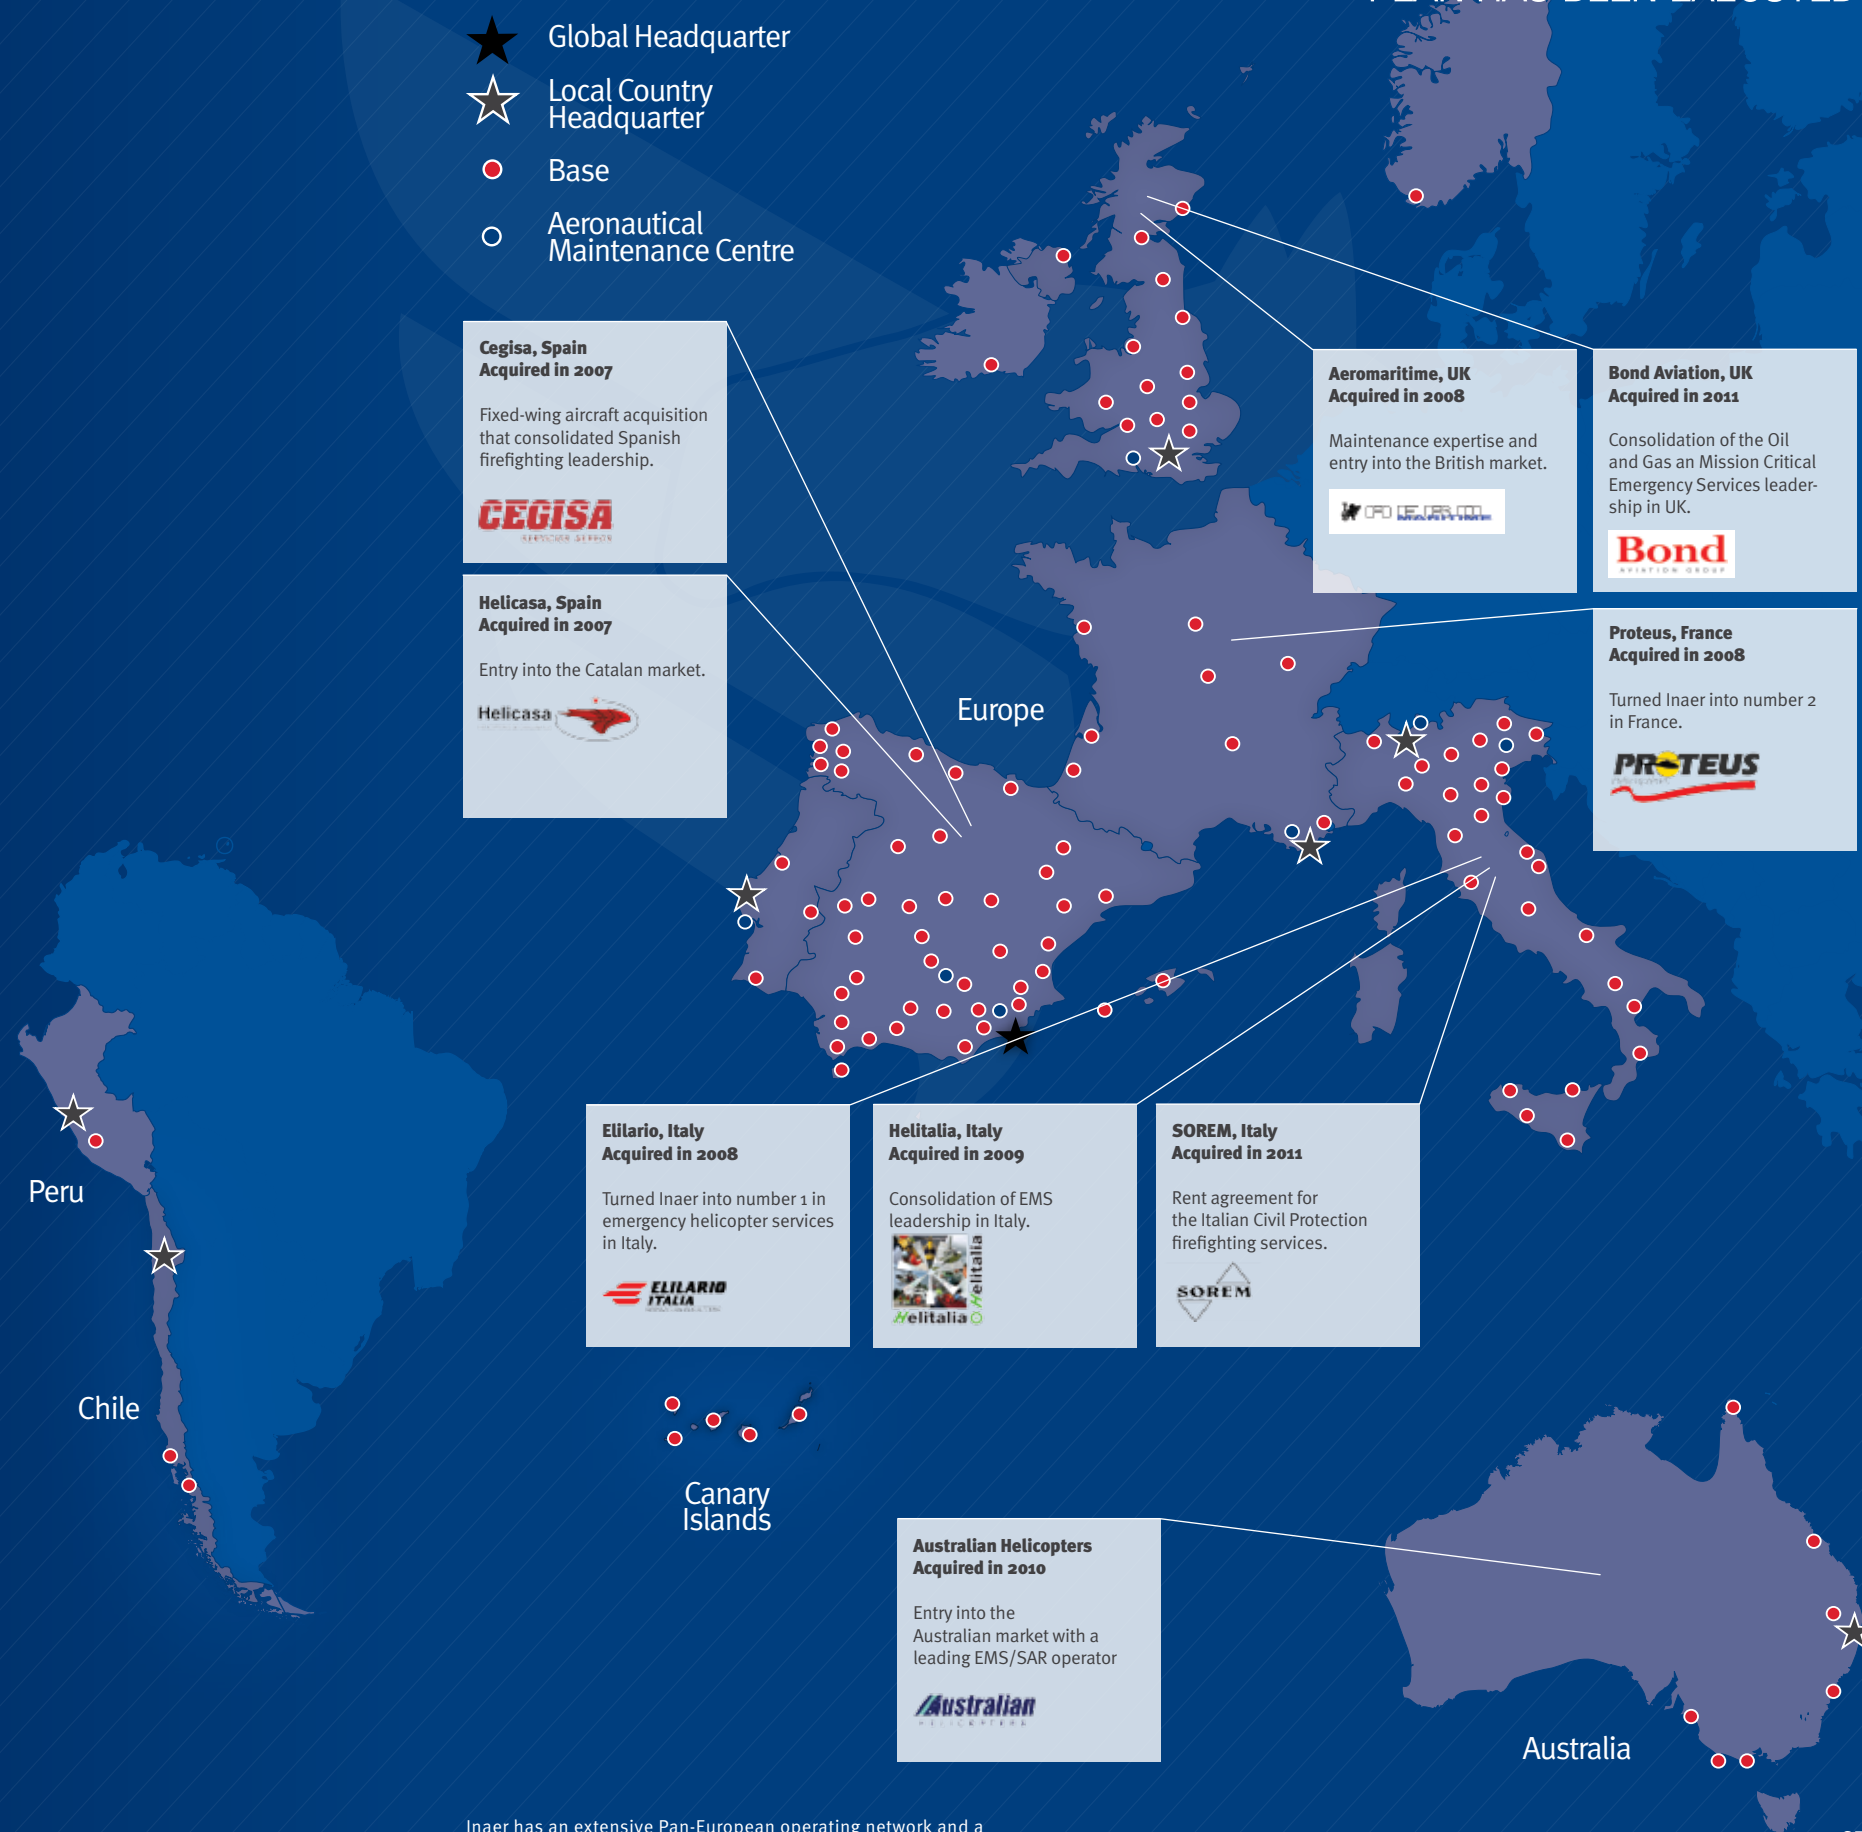 Global Headquarter
Local Country
Headquarter
Base
Aeronautical
Maintenance Centre
Cegisa, Spain
Acquired in 2007
Fixed-wing aircraft acquisition
that consolidated Spanish
firefighting leadership.
CEGISA
Helicasa, Spain
Acquired in 2007
Entry into the Catalan market.
Helicasa
Aeromaritime, UK
Acquired in 2008
Maintenance expertise and
entry into the British market.
MARITIME
Bond Aviation, UK
Acquired in 2011
Consolidation of the Oil
and Gas an Mission Critical
Emergency Services leader-
ship in UK.
Bond
AVIATION GROUP
Proteus, France
Acquired in 2008
Turned Inaer into number 2
in France.
PROTEUS
Europe
Elilario, Italy
Acquired in 2008
Turned Inaer into number 1 in
emergency helicopter services
in Italy.
ELILARIO
ITALIA
Helitalia, Italy
Acquired in 2009
Consolidation of EMS
leadership in Italy.
Helitalia
Helitalia
SOREM, Italy
Acquired in 2011
Rent agreement for
the Italian Civil Protection
firefighting services.
SOREM
Peru
Chile
Canary
Islands
Australian Helicopters
Acquired in 2010
Entry into the
Australian market with a
leading EMS/SAR operator
Australian
HELICOPTERS
Australia
Inaer has an extensive Pan-European operating network and a